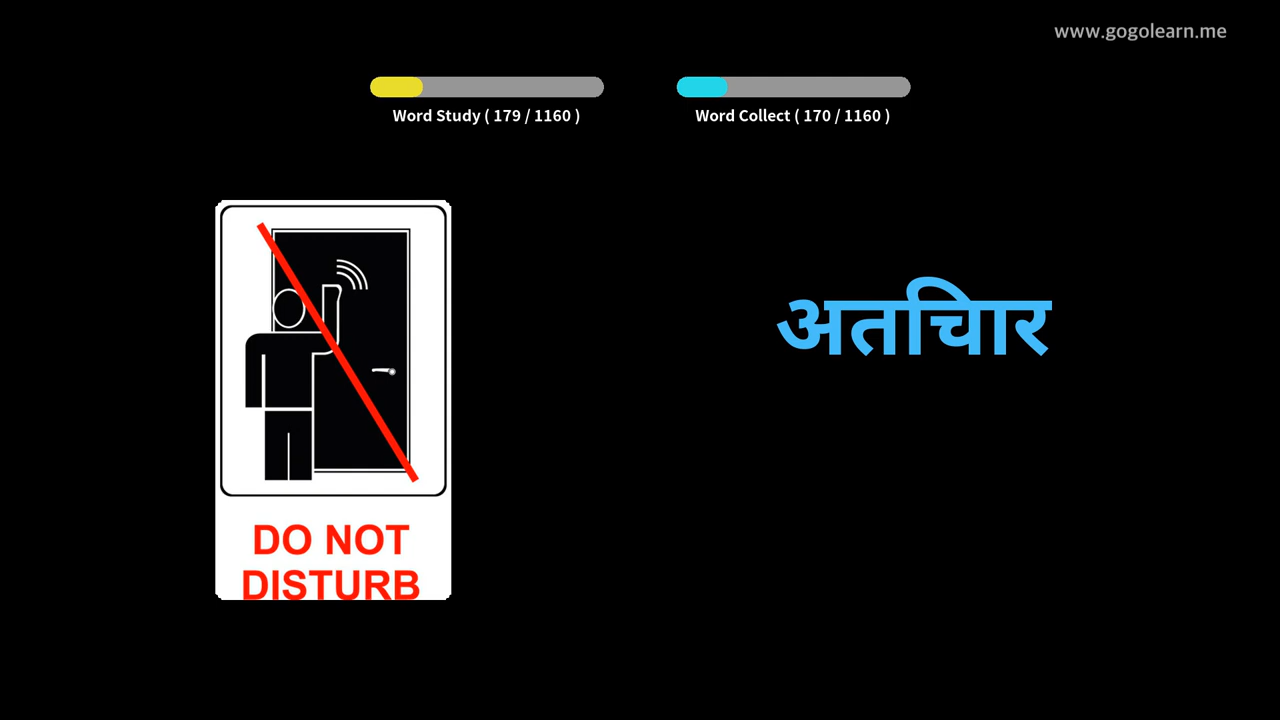 www.gogolearn.me
Word Study ( 179 / 1160 )
Word Collect ( 170 / 1160 )
अतचिार
DO NOT
DISTURB